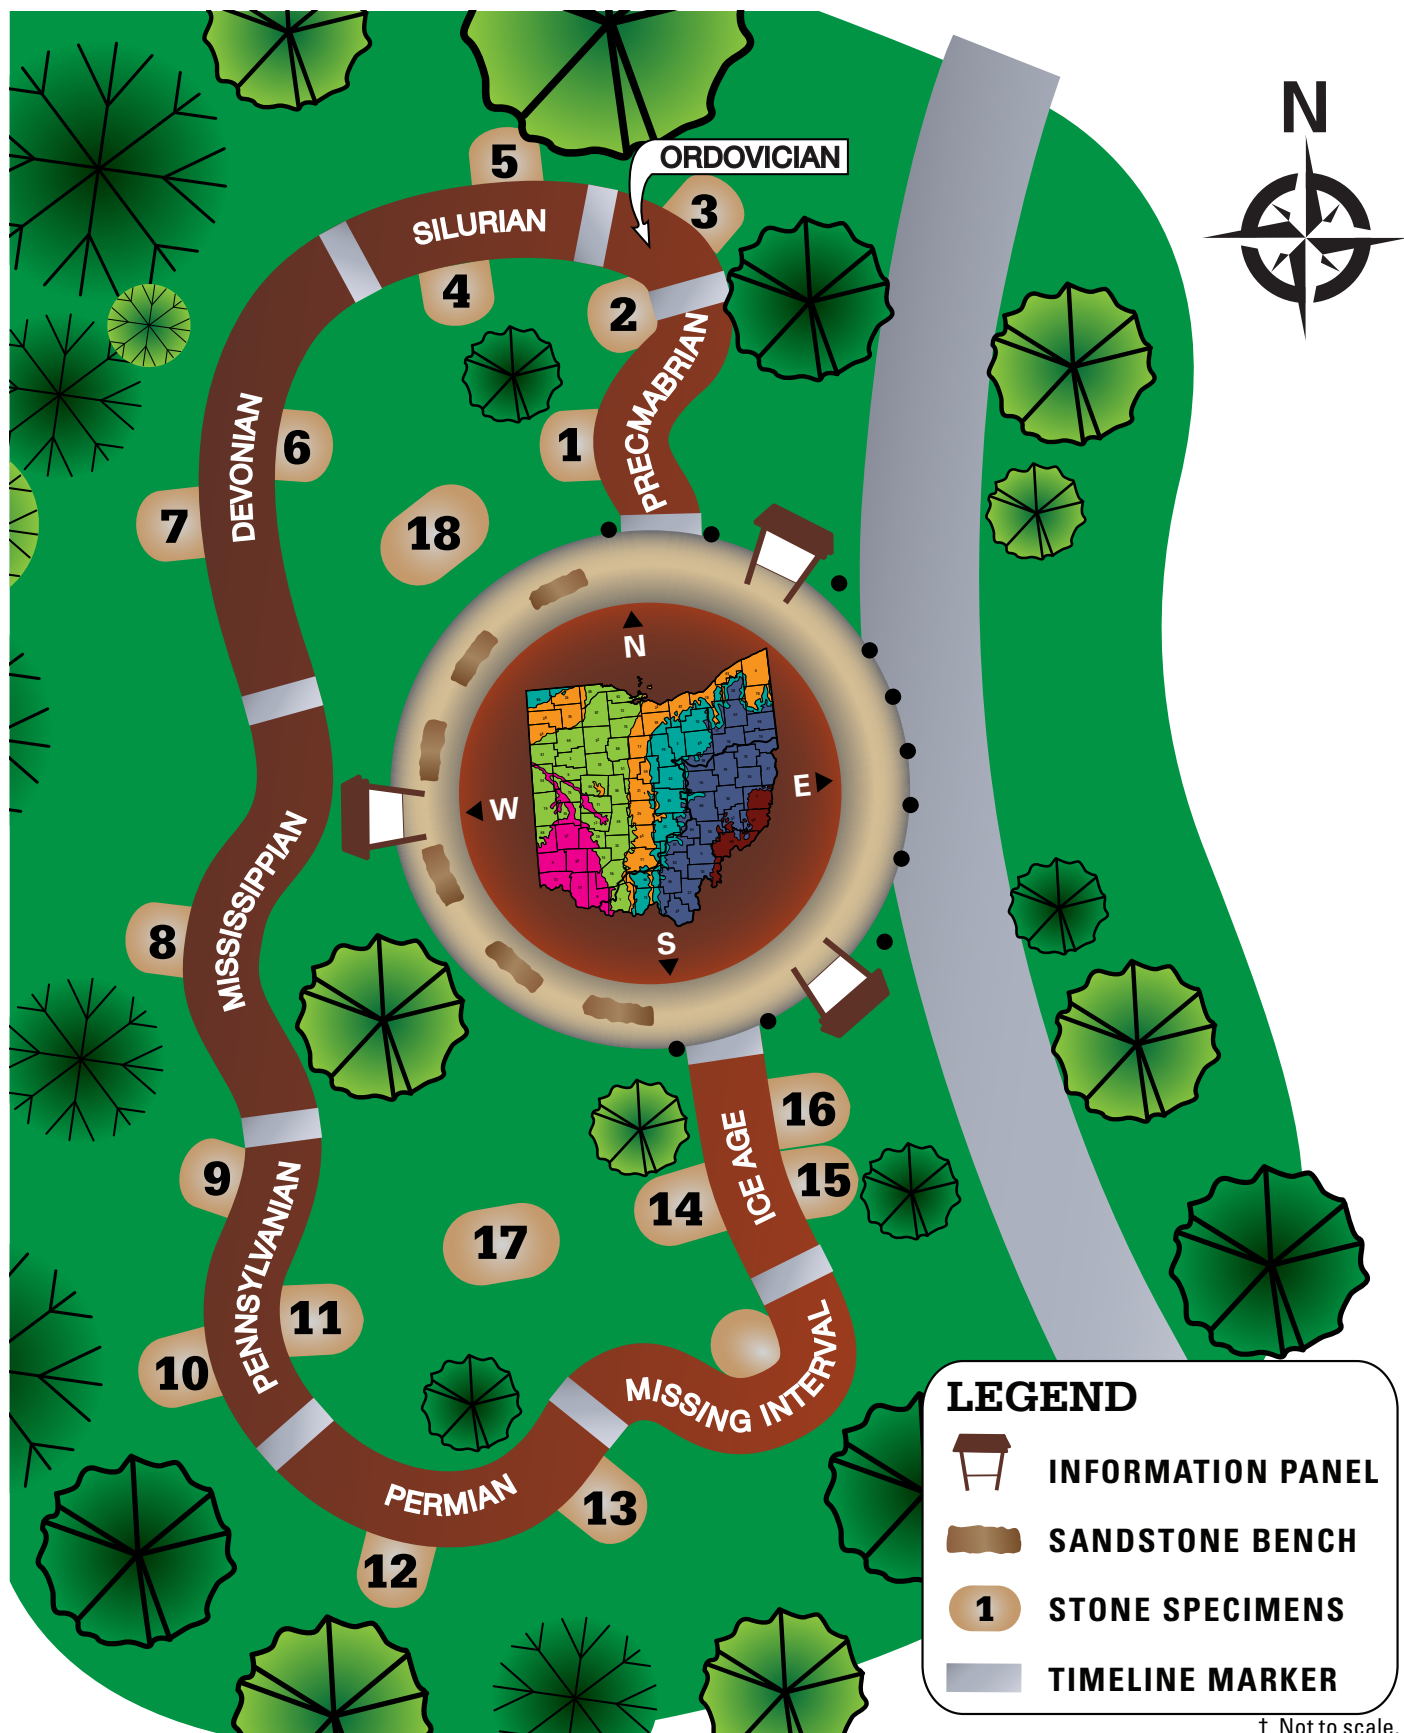 N
ORDOVICIAN
5
3
SILURIAN
4
2
PRECMABRIAN
DEVONIAN
6
1
7
18
N
W
E
S
MISSISSIPPIAN
8
9
PENNSYLVANIAN
11
10
16
ICE AGE
15
14
17
MISSING INTERVAL
PERMIAN
13
12
LEGEND
INFORMATION PANEL
SANDSTONE BENCH
1
STONE SPECIMENS
TIMELINE MARKER
† Not to scale.